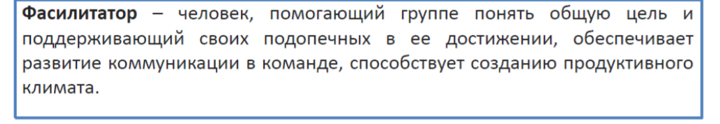 Фасилитатор – человек, помогающий группе понять общую цель и
поддерживающий своих подопечных в ее достижении, обеспечивает
развитие коммуникации в команде, способствует созданию продуктивного
климата.